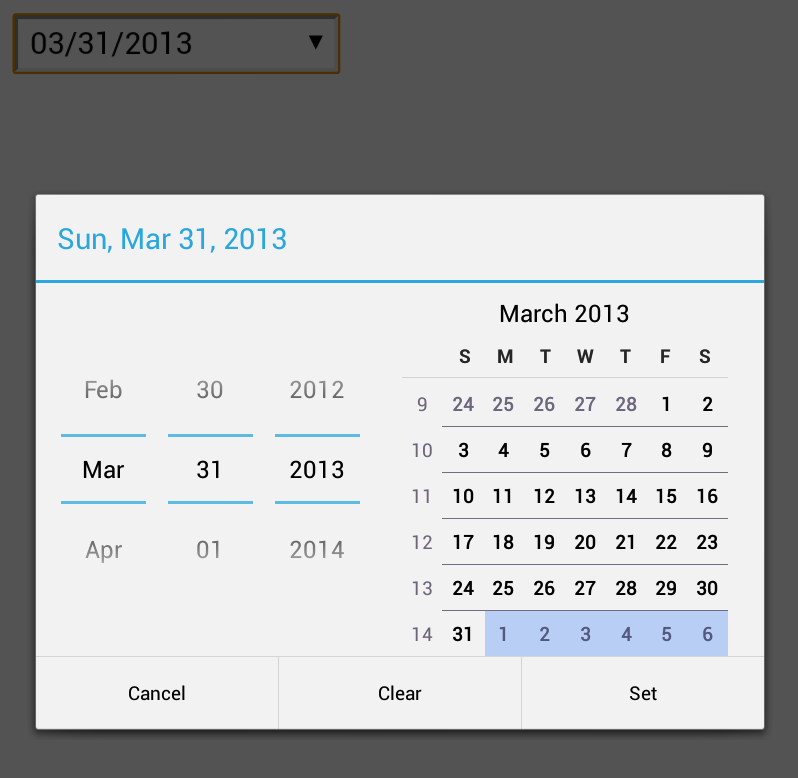 03/31/2013 ▼
Sun, Mar 31, 2013
Feb 30 2012
Mar 31 2013
Apr 01 2014
March 2013
S M T W T F S
9 24 25 26 27 28 1 2
10 3 4 5 6 7 8 9
11 10 11 12 13 14 15 16
12 17 18 19 20 21 22 23
13 24 25 26 27 28 29 30
14 31 1 2 3 4 5 6
Cancel Clear Set